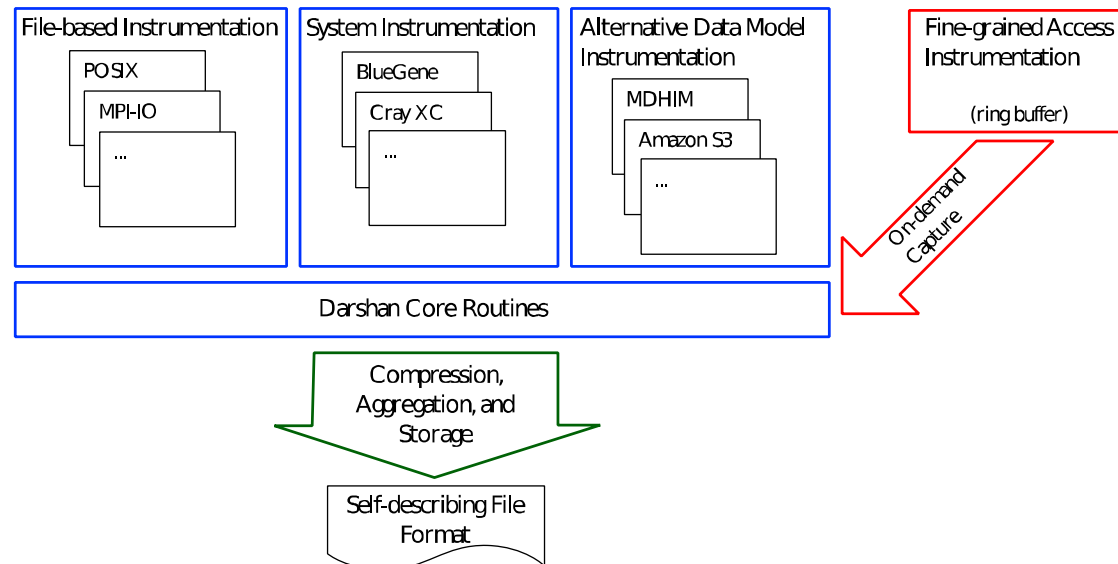 File-based Instrumentation
POSIX
MPI-IO
...
System Instrumentation
BlueGene
Cray XC
...
Alternative Data Model
Instrumentation
MDHIM
Amazon S3
...
Fine-grained Access
Instrumentation
(ring buffer)
On-demand
Capture
Darshan Core Routines
Compression,
Aggregation, and
Storage
Self-describing File
Format